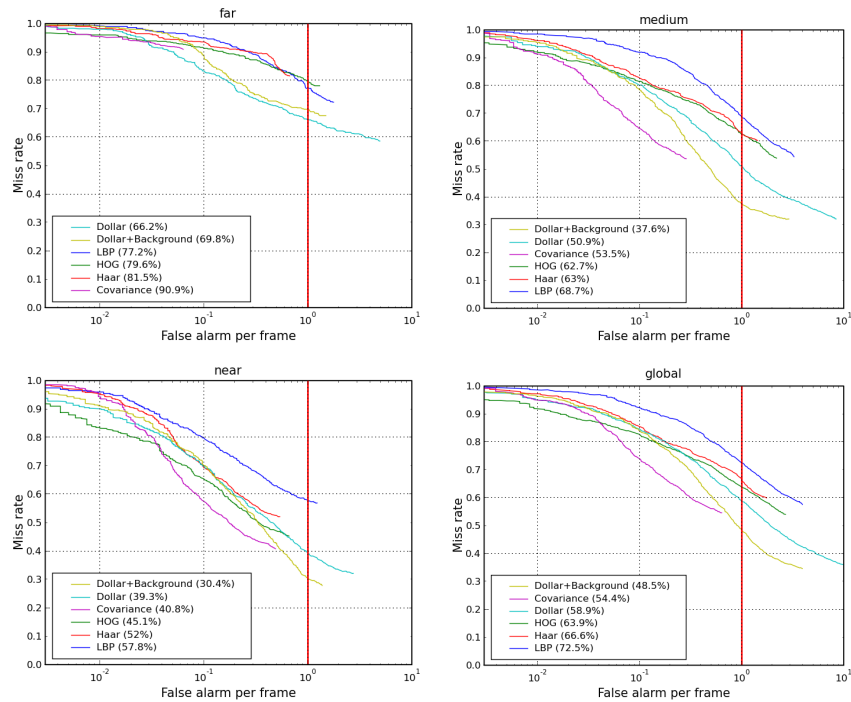 far
1.0
0.9
0.8
0.7
0.6
0.5
0.4
0.3
0.2
0.1
0.0
Miss rate
Dollar (66.2%)
Dollar+Background (69.8%)
LBP (77.2%)
HOG (79.6%)
Haar (81.5%)
Covariance (90.9%)
10^-2
10^-1
10^0
10^1
False alarm per frame
medium
1.0
0.9
0.8
0.7
0.6
0.5
0.4
0.3
0.2
0.1
0.0
Miss rate
Dollar+Background (37.6%)
Dollar (50.9%)
Covariance (53.5%)
HOG (62.7%)
Haar (63%)
LBP (68.7%)
10^-2
10^-1
10^0
10^1
False alarm per frame
near
1.0
0.9
0.8
0.7
0.6
0.5
0.4
0.3
0.2
0.1
0.0
Miss rate
Dollar+Background (30.4%)
Dollar (39.3%)
Covariance (40.8%)
HOG (45.1%)
Haar (52%)
LBP (57.8%)
10^-2
10^-1
10^0
10^1
False alarm per frame
global
1.0
0.9
0.8
0.7
0.6
0.5
0.4
0.3
0.2
0.1
0.0
Miss rate
Dollar+Background (48.5%)
Covariance (54.4%)
Dollar (58.9%)
HOG (63.9%)
Haar (66.6%)
LBP (72.5%)
10^-2
10^-1
10^0
10^1
False alarm per frame